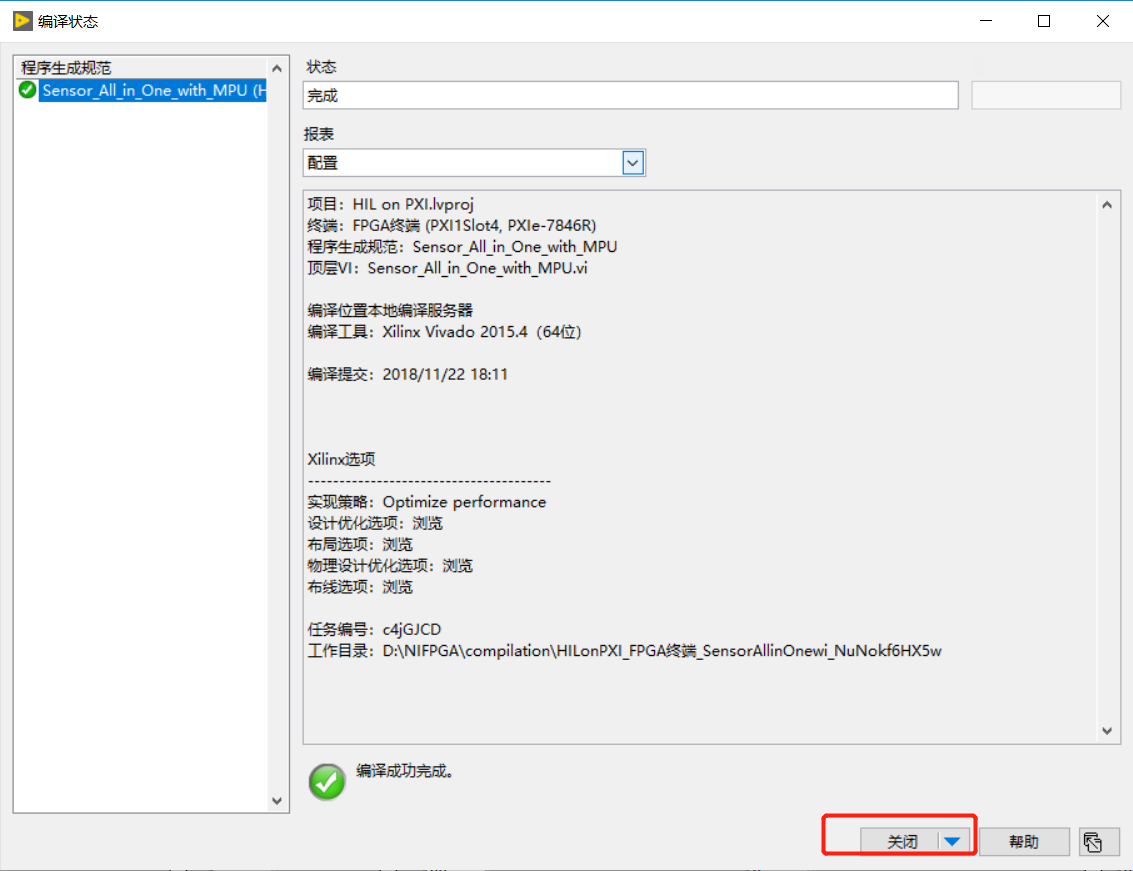 编译状态
程序生成规范
Sensor_All_in_One_with_MPU (H
状态
完成
报表
配置
项目：HIL on PXI.lvproj
终端：FPGA终端 (PXI1Slot4, PXIe-7846R)
程序生成规范：Sensor_All_in_One_with_MPU
顶层VI：Sensor_All_in_One_with_MPU.vi
编译位置本地编译服务器
编译工具：Xilinx Vivado 2015.4（64位）
编译提交：2018/11/22 18:11
Xilinx选项
---------------------------------------
实现策略：Optimize performance
设计优化选项：浏览
布局选项：浏览
物理设计优化选项：浏览
布线选项：浏览
任务编号：c4jGJCD
工作目录：D:\NIFPGA\compilation\HILonPXI_FPGA终端_SensorAllinOnewi_NuNokf6HX5w
编译成功完成。
关闭
帮助